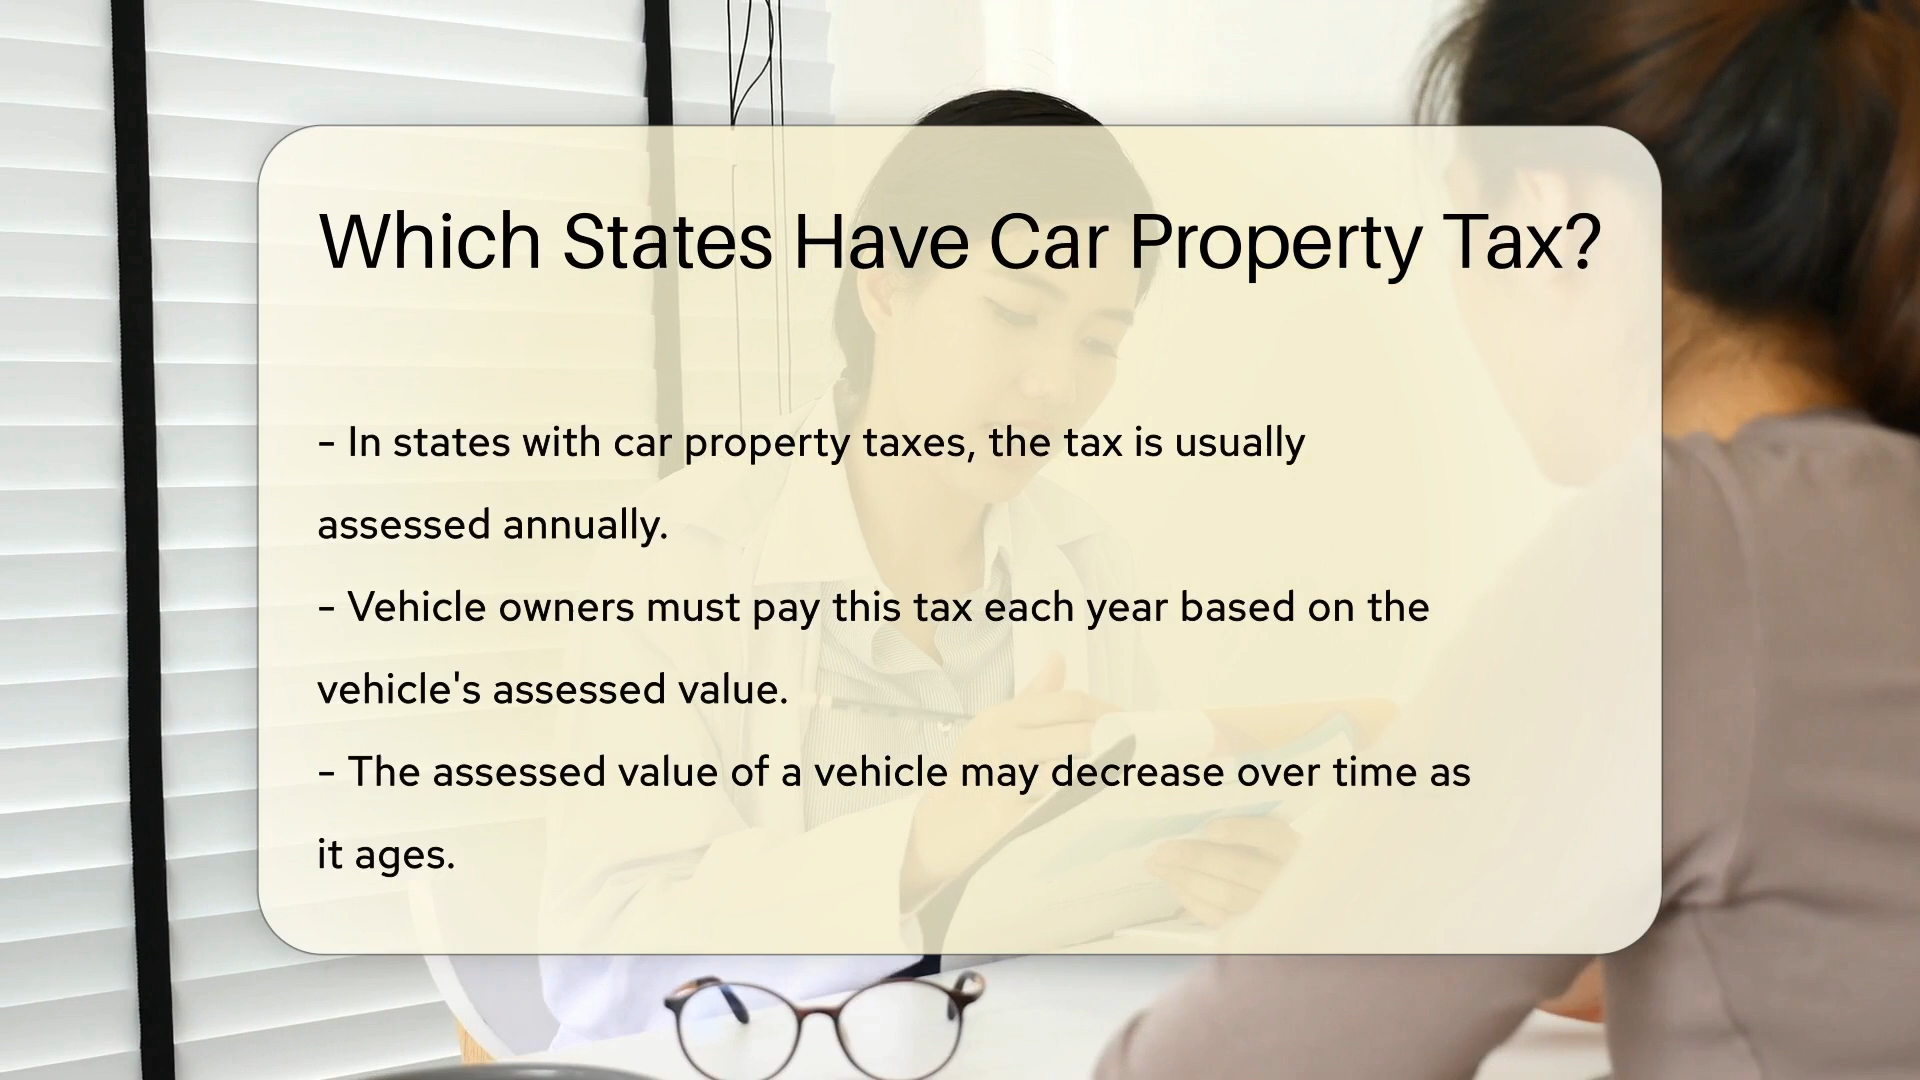 Which States Have Car Property Tax?
- In states with car property taxes, the tax is usually
assessed annually.
- Vehicle owners must pay this tax each year based on the
vehicle's assessed value.
- The assessed value of a vehicle may decrease over time as
it ages.